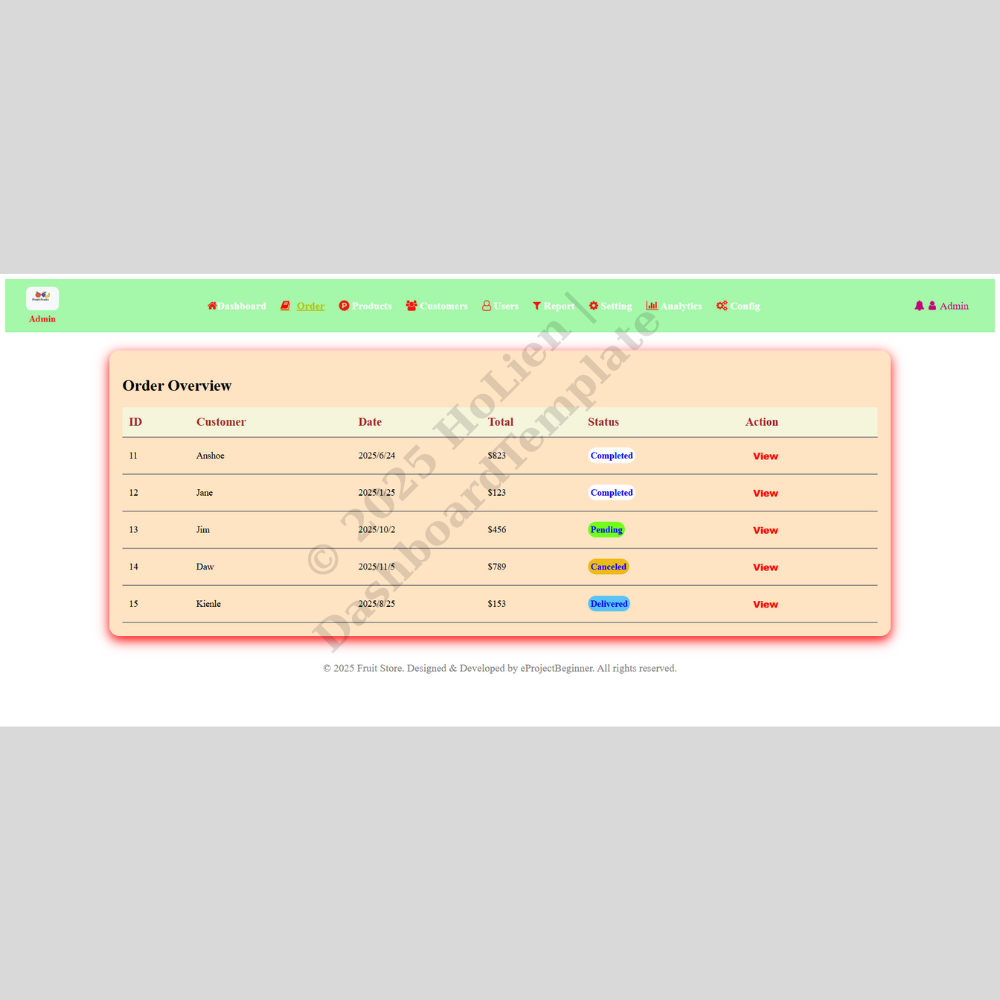 Admin
Dashboard Order Products Customers Users Report Setting Analytics Config
Admin
Order Overview
ID Customer Date Total Status Action
11 Anshoe 2025/6/24 $823 Completed View
12 Jane 2025/1/25 $123 Completed View
13 Jim 2025/10/2 $456 Pending View
14 Daw 2025/11/5 $789 Canceled View
15 Kienle 2025/8/25 $153 Delivered View
© 2025 HoLien |
DashboardTemplate
© 2025 Fruit Store. Designed & Developed by eProjectBeginner. All rights reserved.